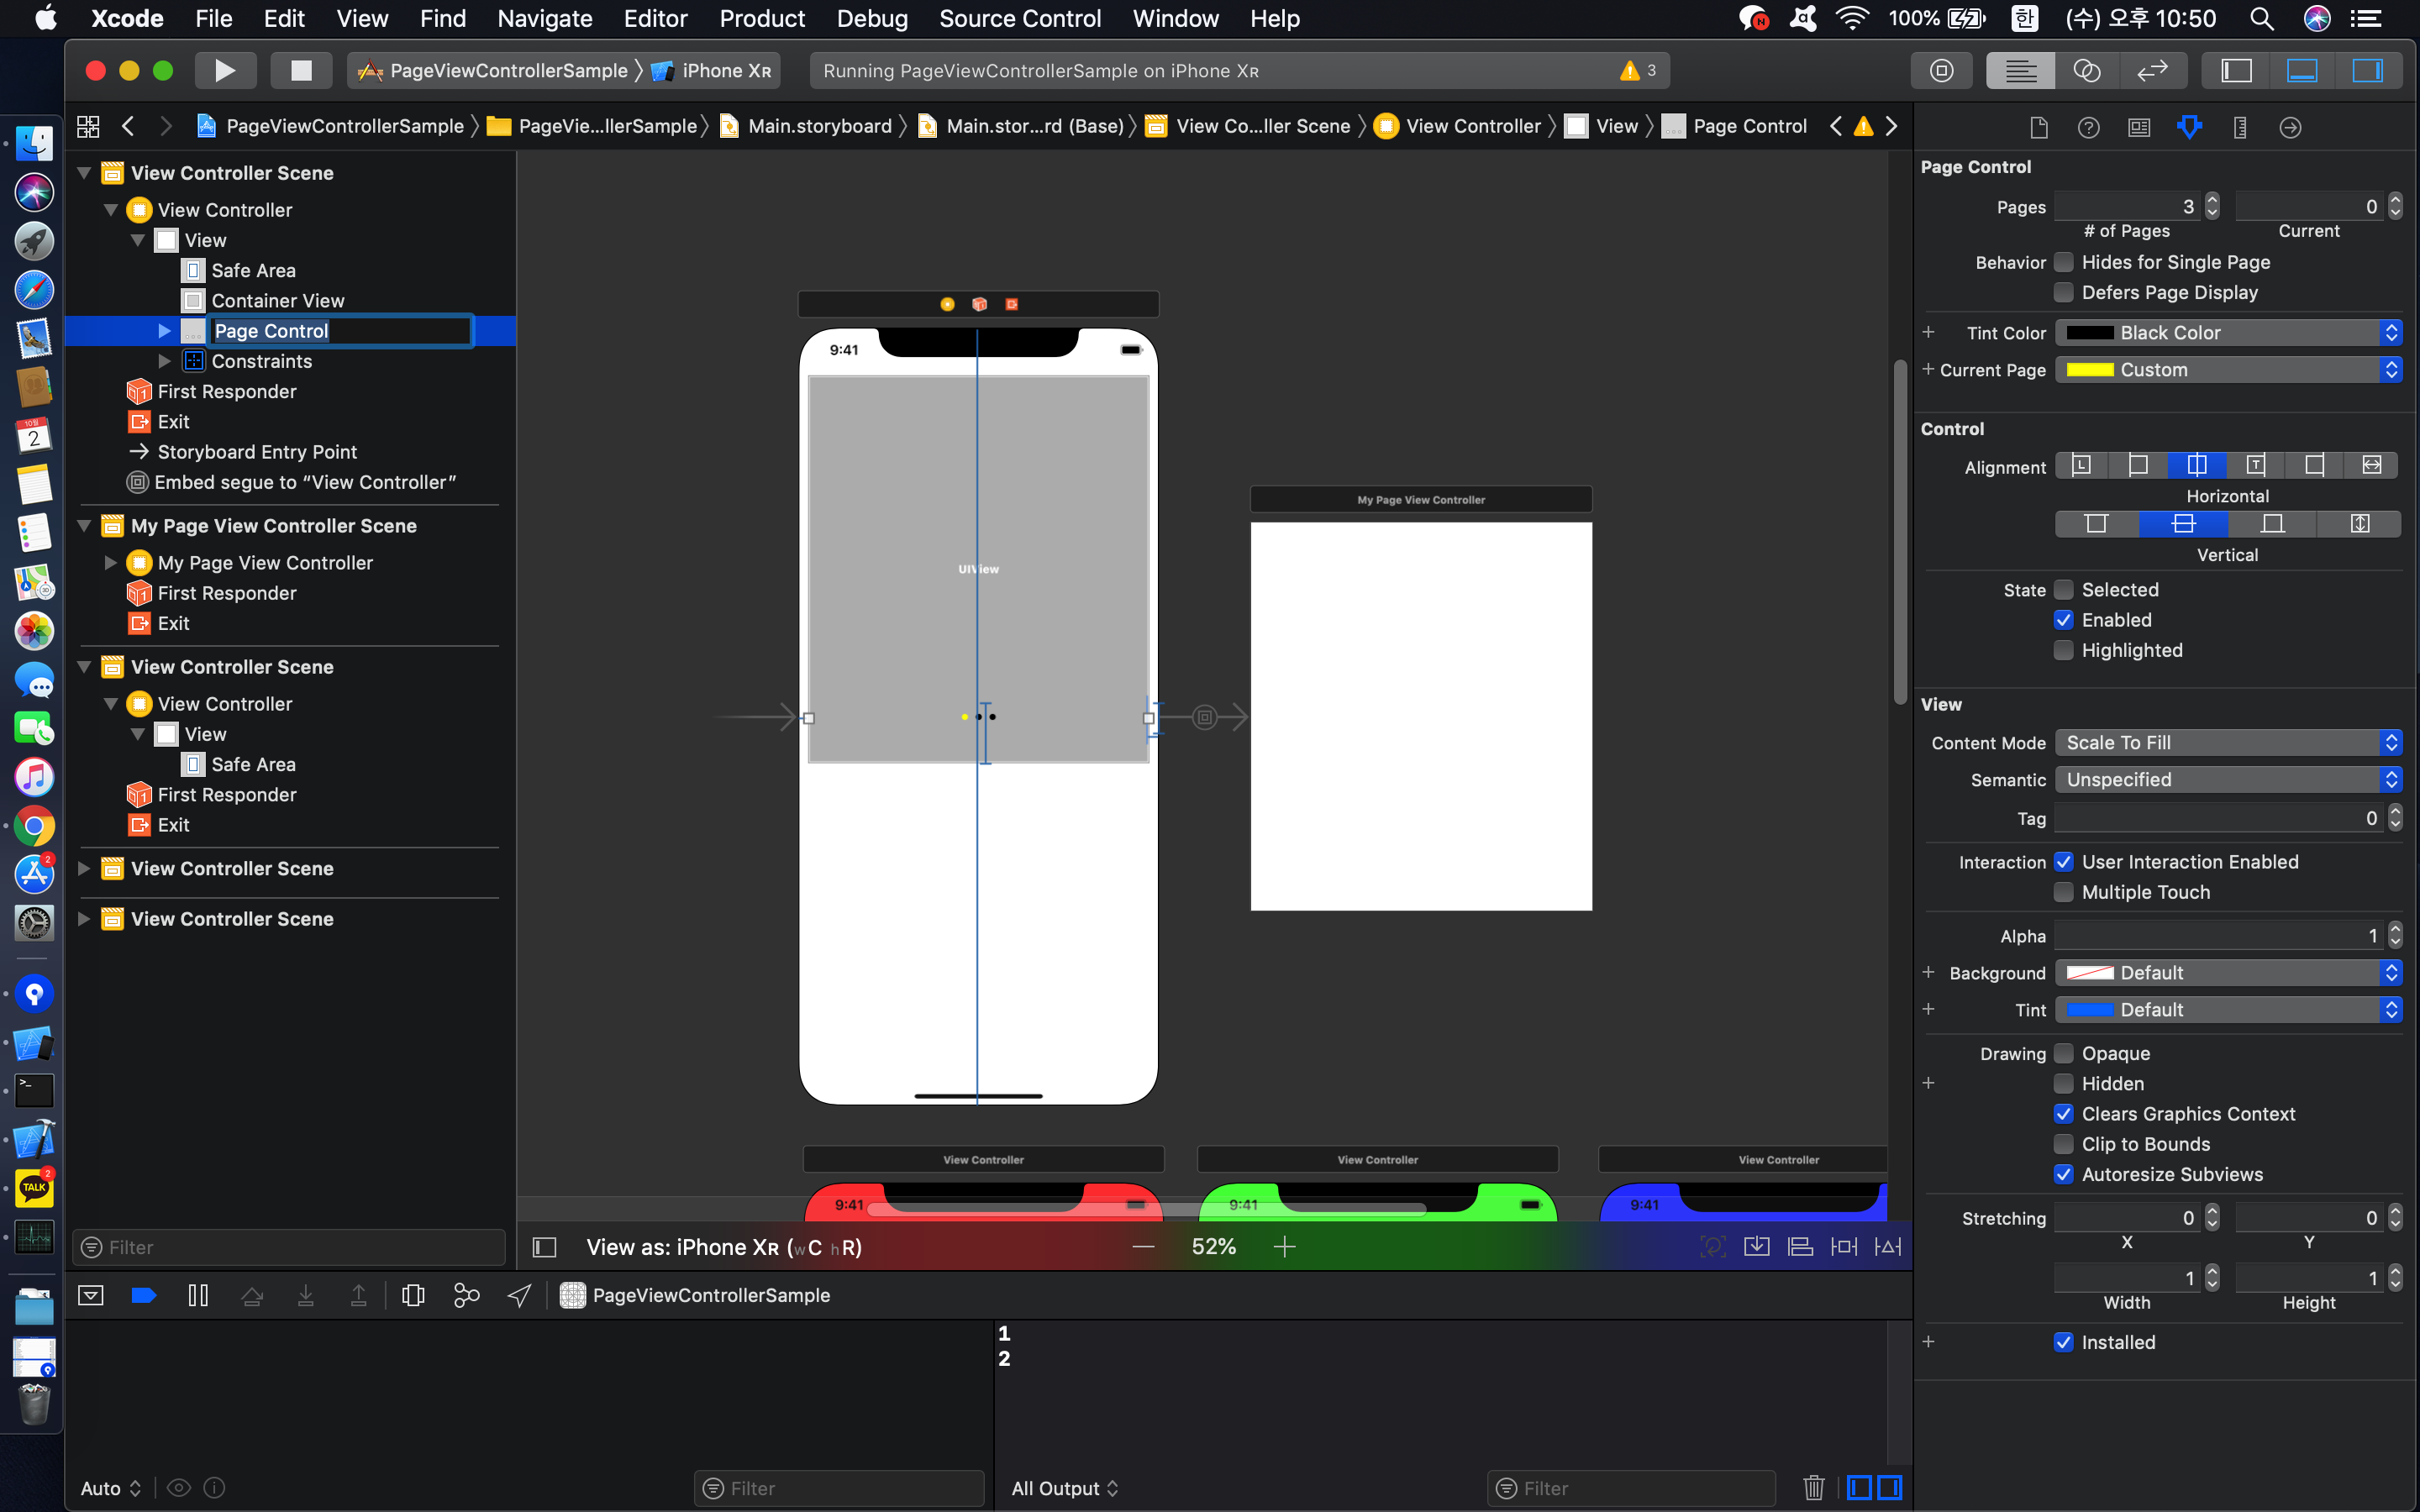 Xcode File Edit View Find Navigate Editor Product Debug Source Control Window Help 100% 한 (수) 오후 10:50
PageViewControllerSample iPhone XR Running PageViewControllerSample on iPhone XR 3
PageViewControllerSample PageVie...llerSample Main.storyboard Main.stor...rd (Base) View Co...ller Scene View Controller View Page Control
View Controller Scene
View Controller
View
Safe Area
Container View
Page Control
Constraints
First Responder
Exit
Storyboard Entry Point
Embed segue to “View Controller”
My Page View Controller Scene
My Page View Controller
First Responder
Exit
View Controller Scene
View Controller
View
Safe Area
First Responder
Exit
View Controller Scene
View Controller Scene
Filter
9:41
UIView
My Page View Controller
View Controller
View Controller
View Controller
9:41
9:41
9:41
View as: iPhone XR (wC hR)
52%
PageViewControllerSample
1
2
Auto
Filter
All Output
Filter
Page Control
Pages 3 0
# of Pages Current
Behavior Hides for Single Page
Defers Page Display
Tint Color Black Color
Current Page Custom
Control
Alignment
Horizontal
Vertical
State Selected
Enabled
Highlighted
View
Content Mode Scale To Fill
Semantic Unspecified
Tag 0
Interaction User Interaction Enabled
Multiple Touch
Alpha 1
Background Default
Tint Default
Drawing Opaque
Hidden
Clears Graphics Context
Clip to Bounds
Autoresize Subviews
Stretching 0 0
X Y
1 1
Width Height
Installed
10월
2
2
TALK
2